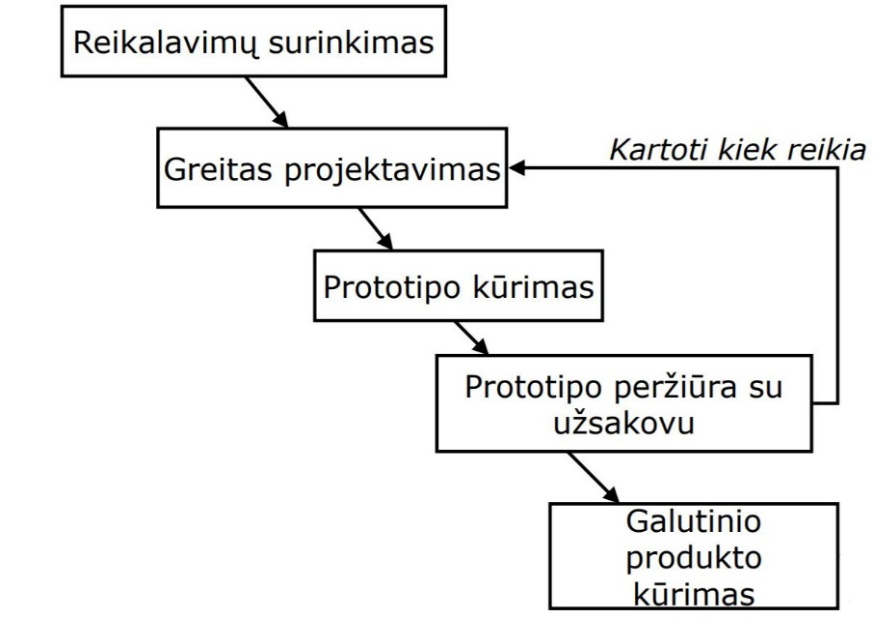 Reikalavimų surinkimas
Kartoti kiek reikia
Greitas projektavimas
Prototipo kūrimas
Prototipo peržiūra su
užsakovu
Galutinio
produkto
kūrimas